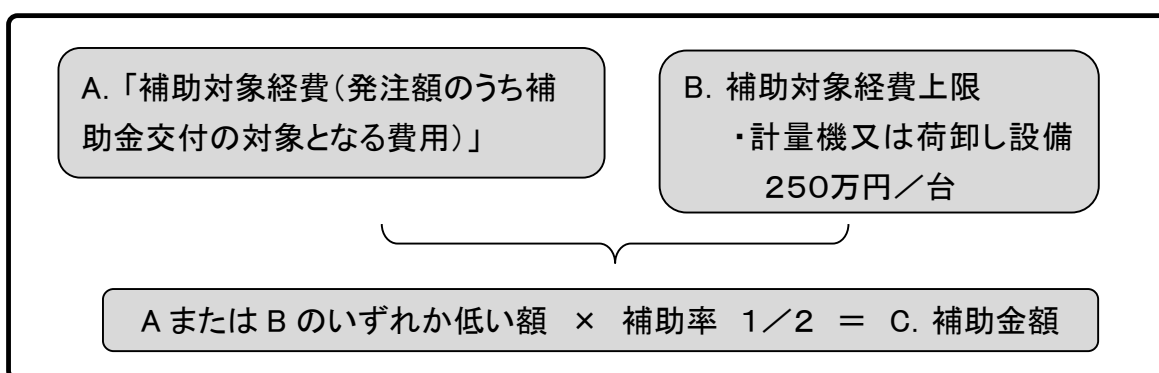 A. 「補助対象経費（発注額のうち補
助金交付の対象となる費用）」
B. 補助対象経費上限
・計量機又は荷卸し設備
２５０万円／台
A または B のいずれか低い額　×　補助率　１／２　＝　C. 補助金額